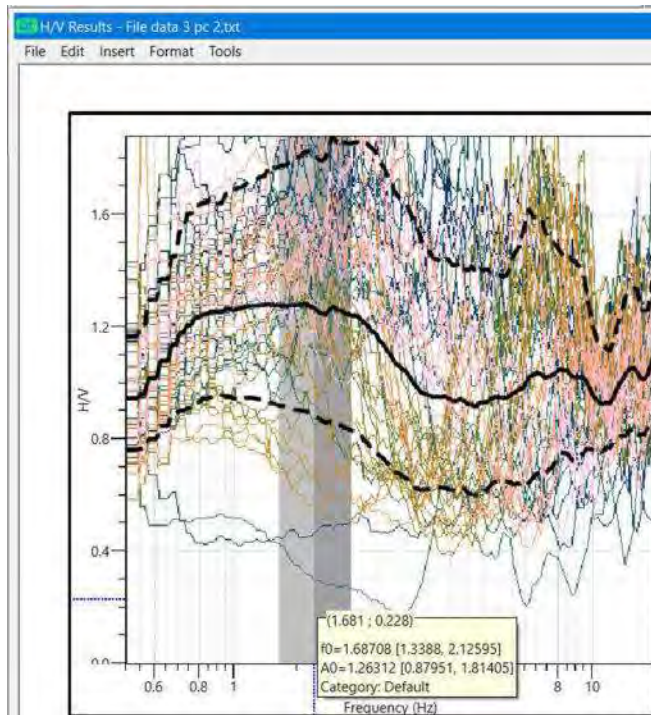 H/V Results - File data 3 pc 2,txt
File Edit Insert Format Tools
1.6
1.2
H/V
0.8
0.4
0.0
(1.681 ; 0.228)
f0=1.68708 [1.3388, 2.12595]
A0=1.26312 [0.87951, 1.81405]
Category: Default
0.6 0.8 1 8 10
Frequency (Hz)